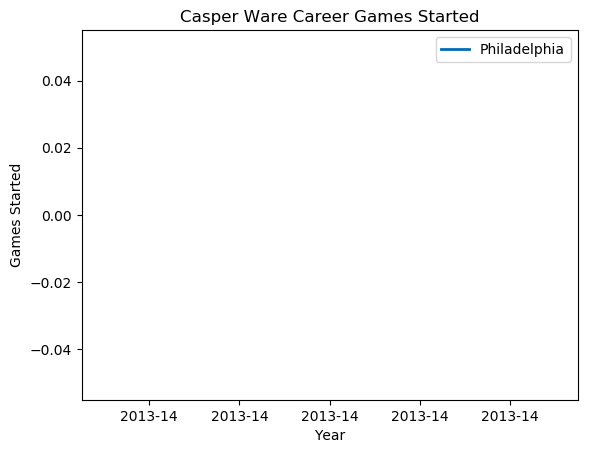 Casper Ware Career Games Started
Philadelphia
0.04
0.02
0.00
−0.02
−0.04
Games Started
2013-14 2013-14 2013-14 2013-14 2013-14
Year